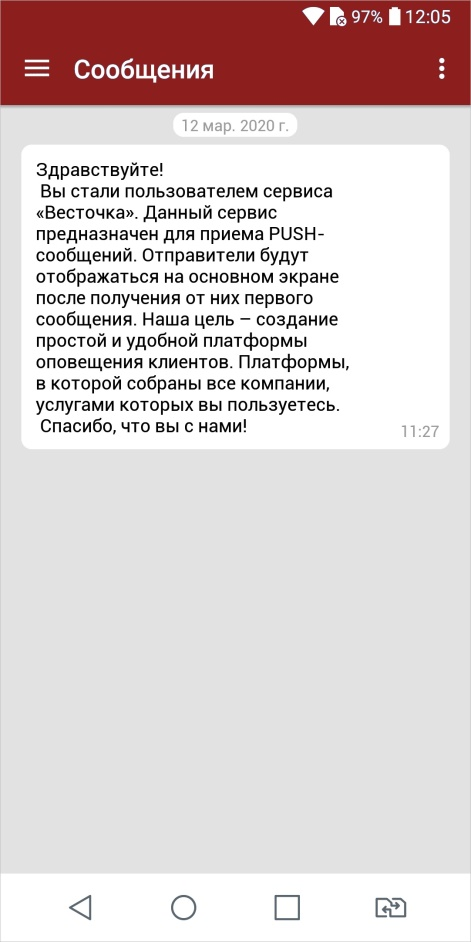 97% 12:05
Сообщения
12 мар. 2020 г.
Здравствуйте!
Вы стали пользователем сервиса
«Весточка». Данный сервис
предназначен для приема PUSH-
сообщений. Отправители будут
отображаться на основном экране
после получения от них первого
сообщения. Наша цель – создание
простой и удобной платформы
оповещения клиентов. Платформы,
в которой собраны все компании,
услугами которых вы пользуетесь.
Спасибо, что вы с нами!
11:27